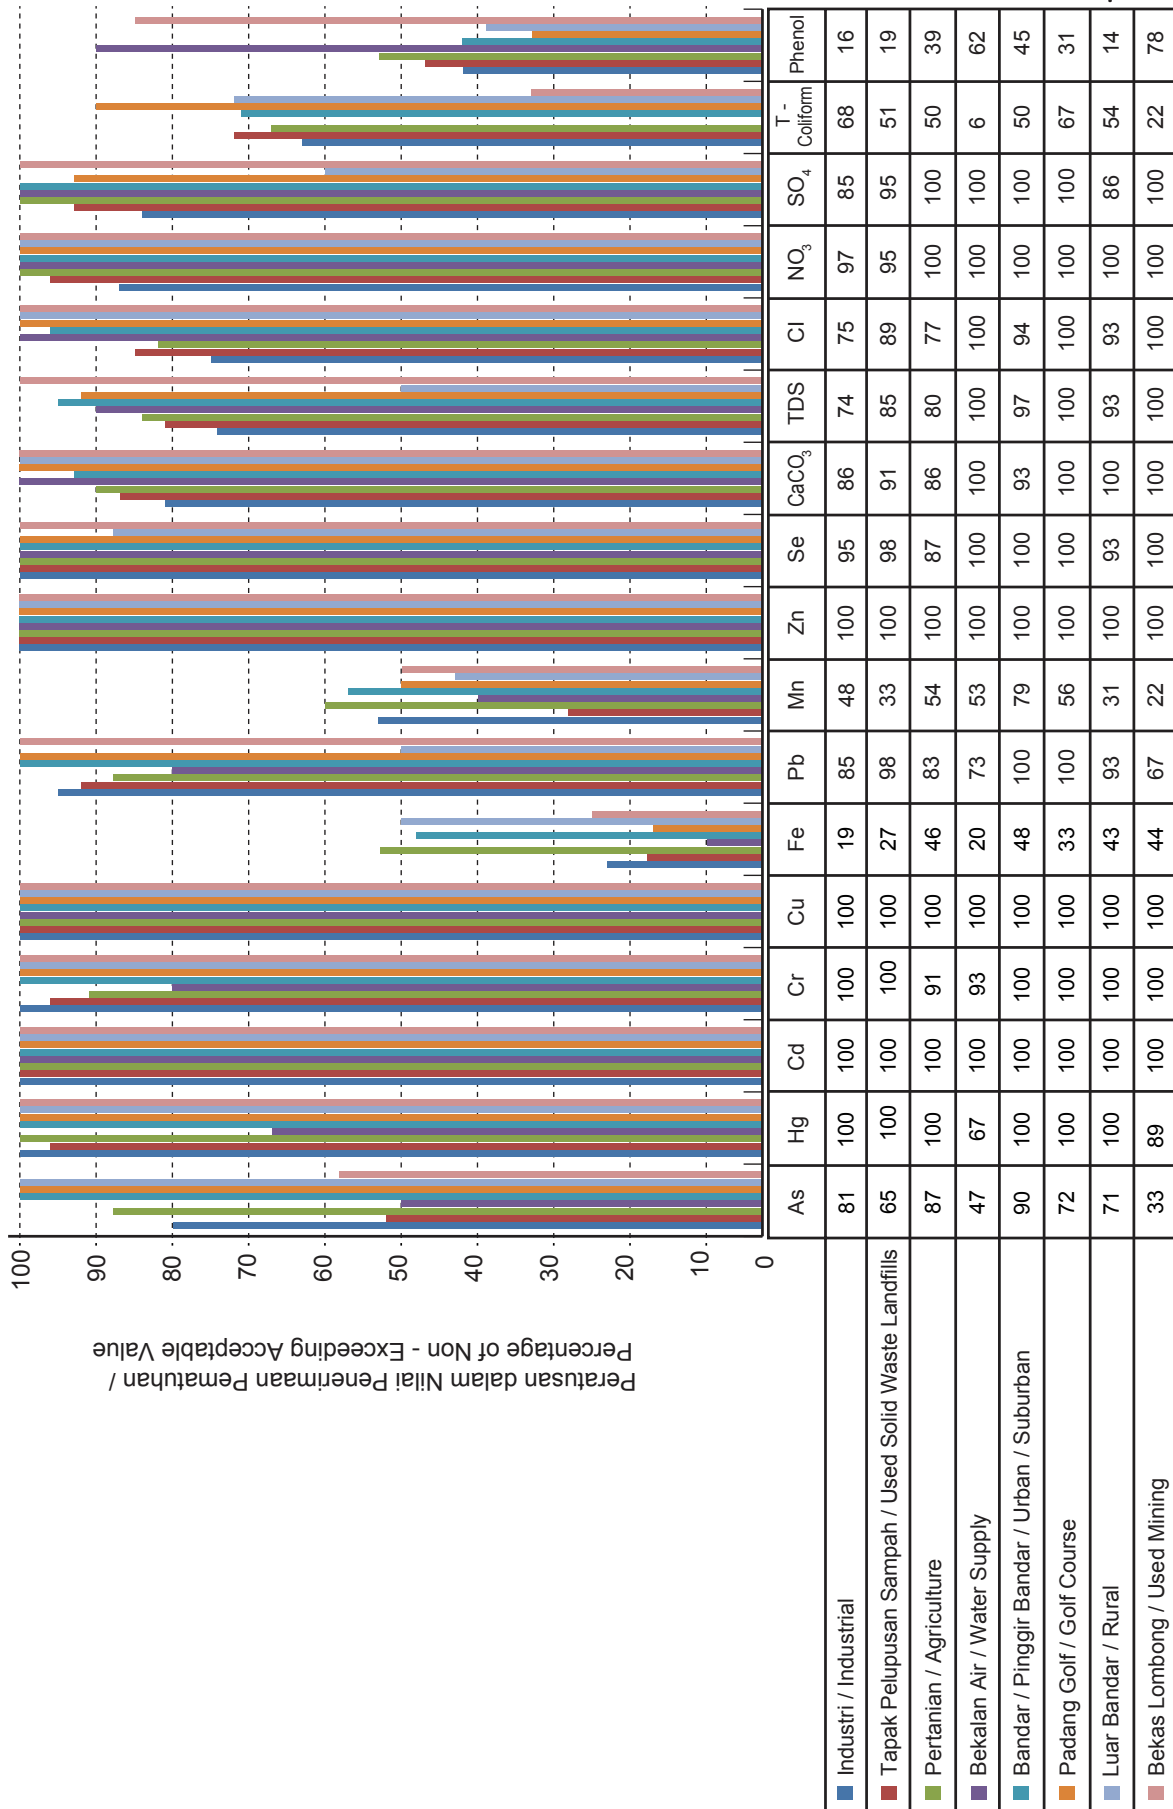 100
90
80
70
60
50
40
30
20
10
0
Peratusan dalam Nilai Penerimaan Pematuhan /
Percentage of Non - Exceeding Acceptable Value
As Hg Cd Cr Cu Fe Pb Mn Zn Se CaCO₃ TDS Cl NO₃ SO₄ T - Coliform Phenol
Industri / Industrial 81 100 100 100 100 19 85 48 100 95 86 74 75 97 85 68 16
Tapak Pelupusan Sampah / Used Solid Waste Landfills 65 100 100 100 100 27 98 33 100 98 91 85 89 95 95 51 19
Pertanian / Agriculture 87 100 100 91 100 46 83 54 100 87 86 80 77 100 100 50 39
Bekalan Air / Water Supply 47 67 100 93 100 20 73 53 100 100 100 100 100 100 100 6 62
Bandar / Pinggir Bandar / Urban / Suburban 90 100 100 100 100 48 100 79 100 100 93 97 94 100 100 50 45
Padang Golf / Golf Course 72 100 100 100 100 33 100 56 100 100 100 100 100 100 100 67 31
Luar Bandar / Rural 71 100 100 100 100 43 93 31 100 93 100 93 93 100 86 54 14
Bekas Lombong / Used Mining 33 89 100 100 100 44 67 22 100 100 100 100 100 100 100 22 78